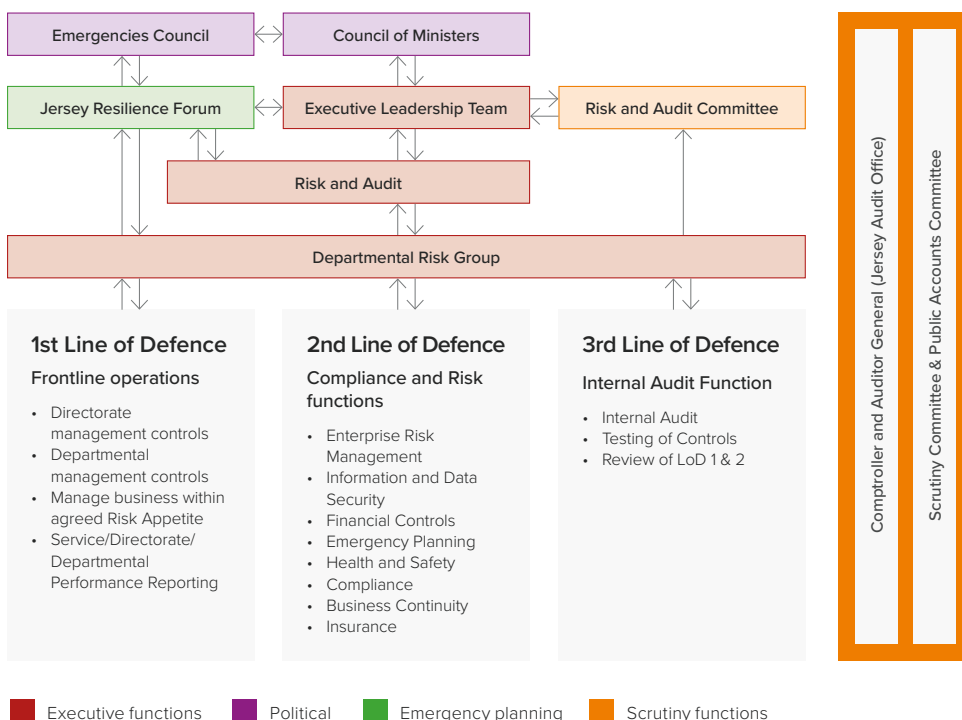 Emergencies Council
Council of Ministers
Jersey Resilience Forum
Executive Leadership Team
Risk and Audit Committee
Risk and Audit
Departmental Risk Group
1st Line of Defence
Frontline operations
• Directorate
management controls
• Departmental
management controls
• Manage business within
agreed Risk Appetite
• Service/Directorate/
Departmental
Performance Reporting
2nd Line of Defence
Compliance and Risk
functions
• Enterprise Risk
Management
• Information and Data
Security
• Financial Controls
• Emergency Planning
• Health and Safety
• Compliance
• Business Continuity
• Insurance
3rd Line of Defence
Internal Audit Function
• Internal Audit
• Testing of Controls
• Review of LoD 1 & 2
Comptroller and Auditor General (Jersey Audit Office)
Scrutiny Committee & Public Accounts Committee
Executive functions
Political
Emergency planning
Scrutiny functions